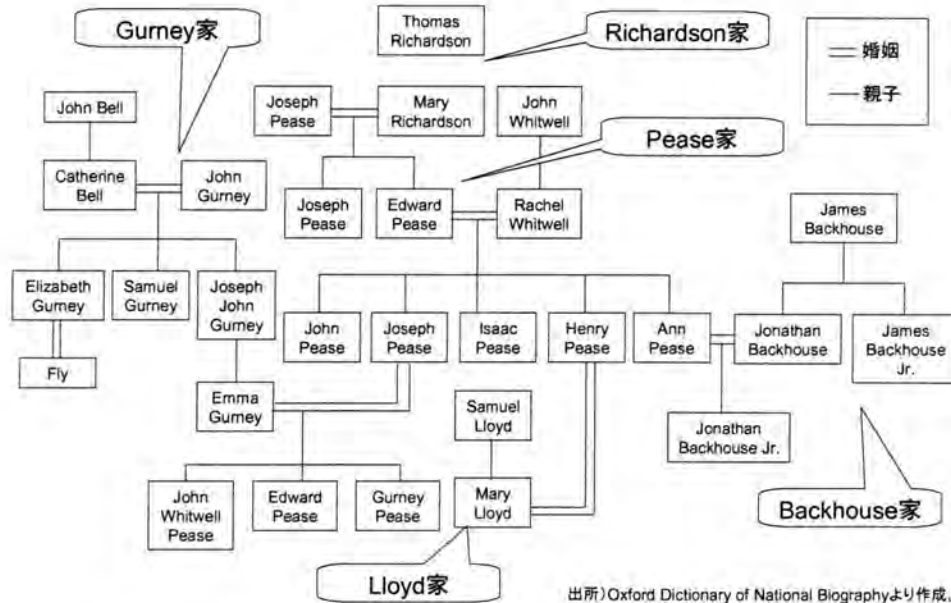 Gurney家
Thomas
Richardson
Richardson家
婚姻
親子
John Bell
Joseph
Pease
Mary
Richardson
John
Whitwell
Pease家
Catherine
Bell
John
Gurney
Joseph
Pease
Edward
Pease
Rachel
Whitwell
James
Backhouse
Elizabeth
Gurney
Samuel
Gurney
Joseph
John
Gurney
John
Pease
Joseph
Pease
Isaac
Pease
Henry
Pease
Ann
Pease
Jonathan
Backhouse
James
Backhouse
Jr.
Fly
Emma
Gurney
Samuel
Lloyd
Jonathan
Backhouse Jr.
John
Whitwell
Pease
Edward
Pease
Gurney
Pease
Mary
Lloyd
Backhouse家
Lloyd家
出所)Oxford Dictionary of National Biographyより作成.